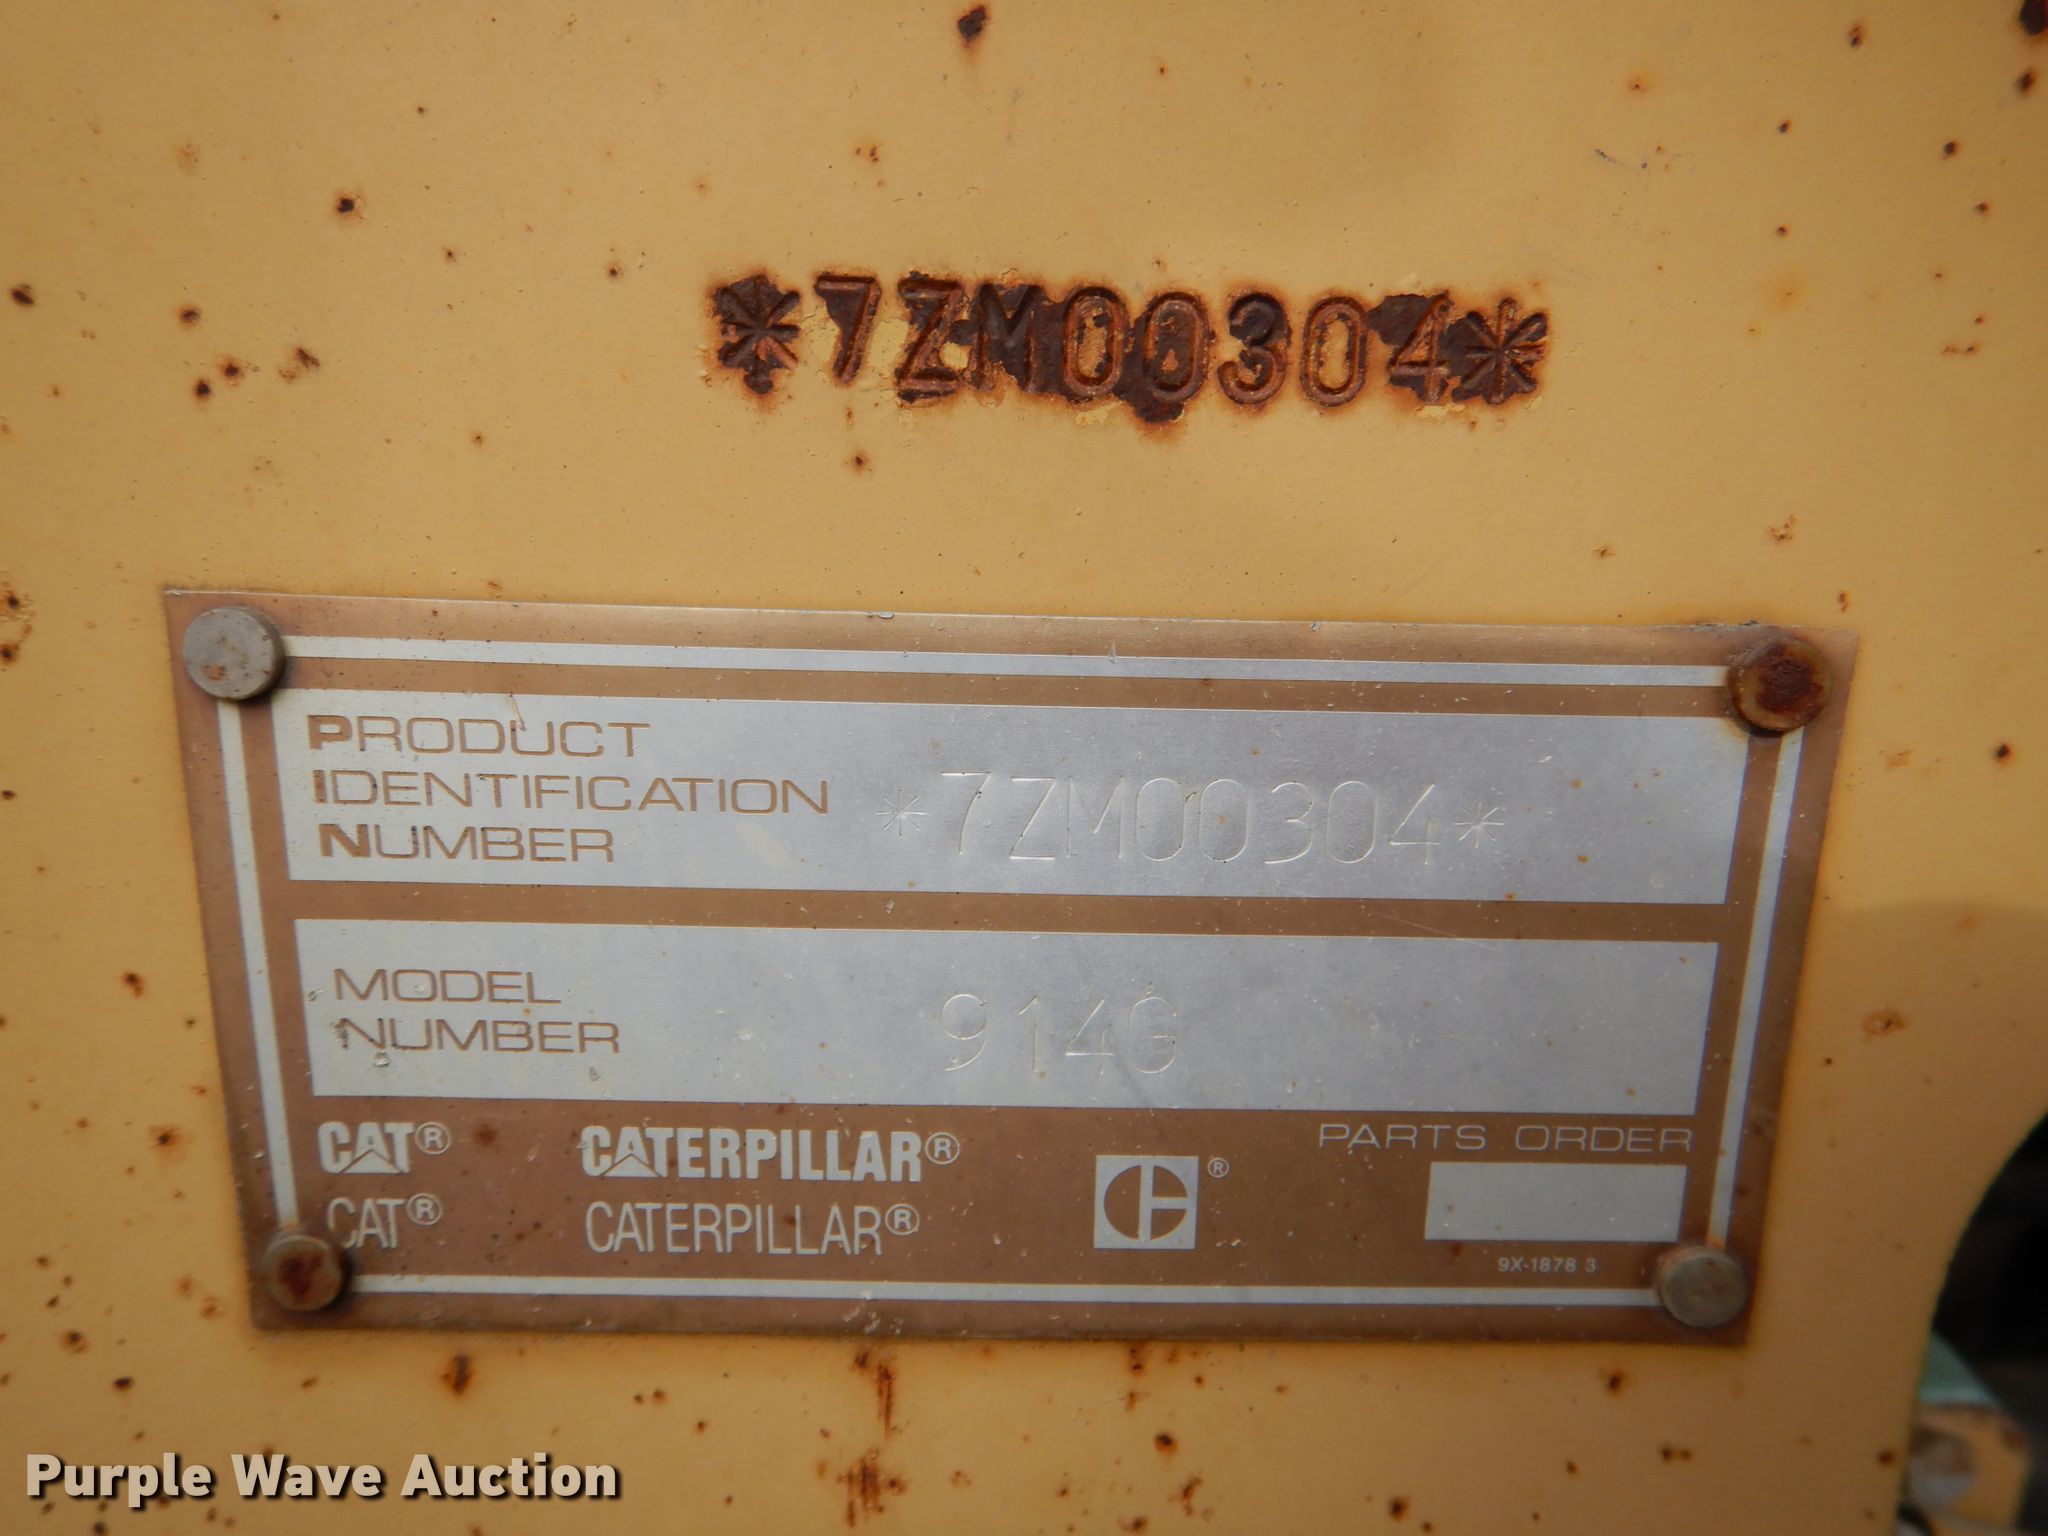 *7ZM00304*
PRODUCT
IDENTIFICATION
NUMBER
*7ZM00304*
MODEL
NUMBER
914G
CAT® CATERPILLAR® ® PARTS ORDER
CAT® CATERPILLAR®
9X-1878 3
Purple Wave Auction